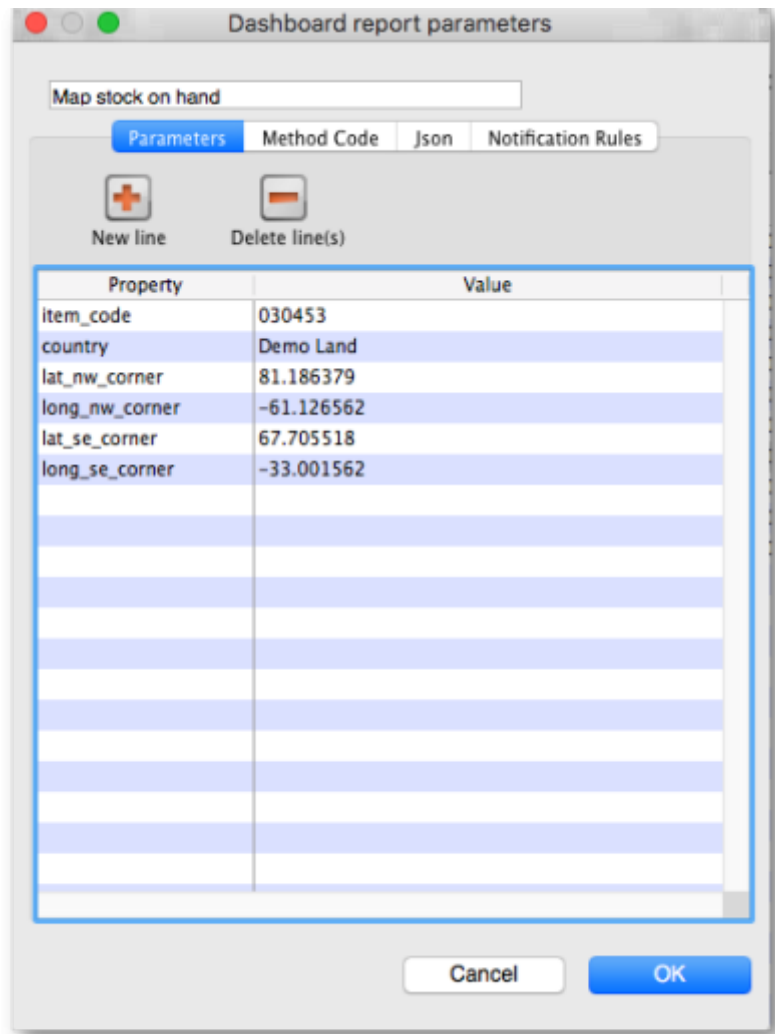 Dashboard report parameters
Map stock on hand
Parameters Method Code Json Notification Rules
New line Delete line(s)
Property Value
item_code 030453
country Demo Land
lat_nw_corner 81.186379
long_nw_corner -61.126562
lat_se_corner 67.705518
long_se_corner -33.001562
Cancel OK